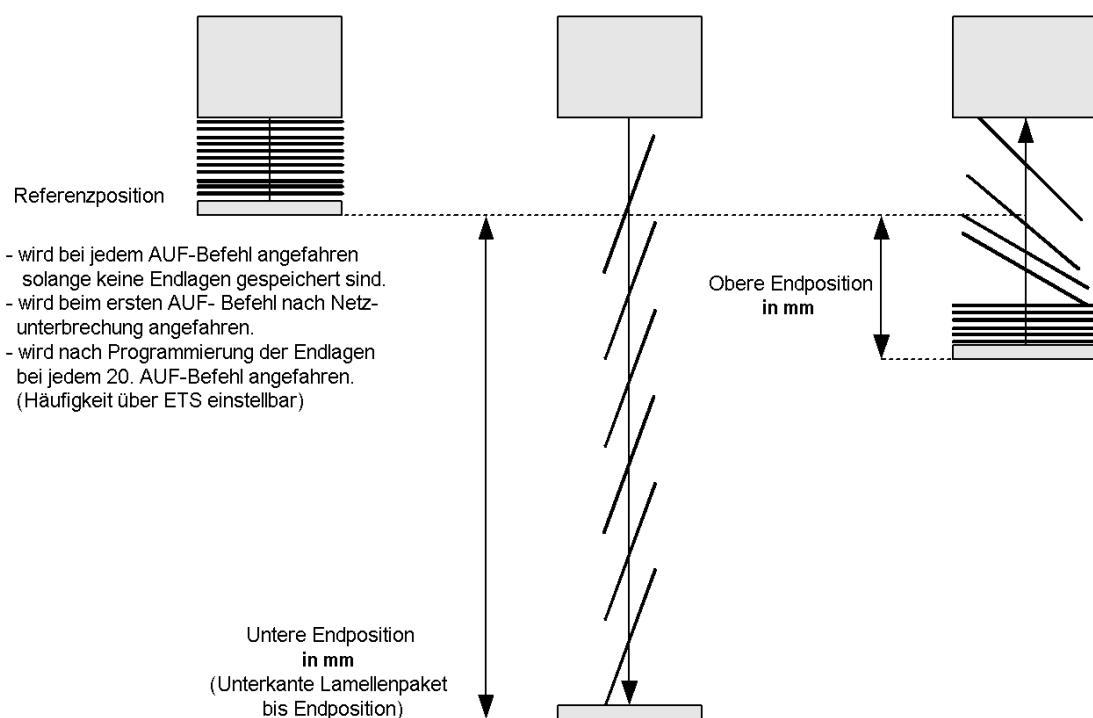 Referenzposition
- wird bei jedem AUF-Befehl angefahren
solange keine Endlagen gespeichert sind.
- wird beim ersten AUF- Befehl nach Netz-
unterbrechung angefahren.
- wird nach Programmierung der Endlagen
bei jedem 20. AUF-Befehl angefahren.
(Häufigkeit über ETS einstellbar)
Untere Endposition
in mm
(Unterkante Lamellenpaket
bis Endposition)
Obere Endposition
in mm